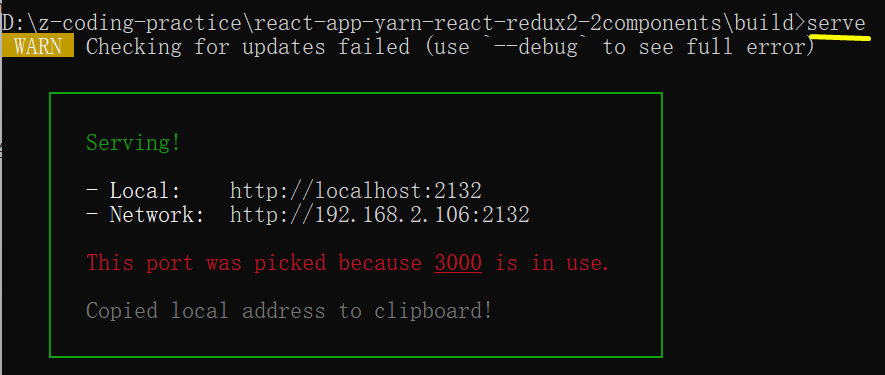 D:\z-coding-practice\react-app-yarn-react-redux2-2components\build>serve
WARN Checking for updates failed (use `--debug` to see full error)
Serving!
- Local: http://localhost:2132
- Network: http://192.168.2.106:2132
This port was picked because 3000 is in use.
Copied local address to clipboard!